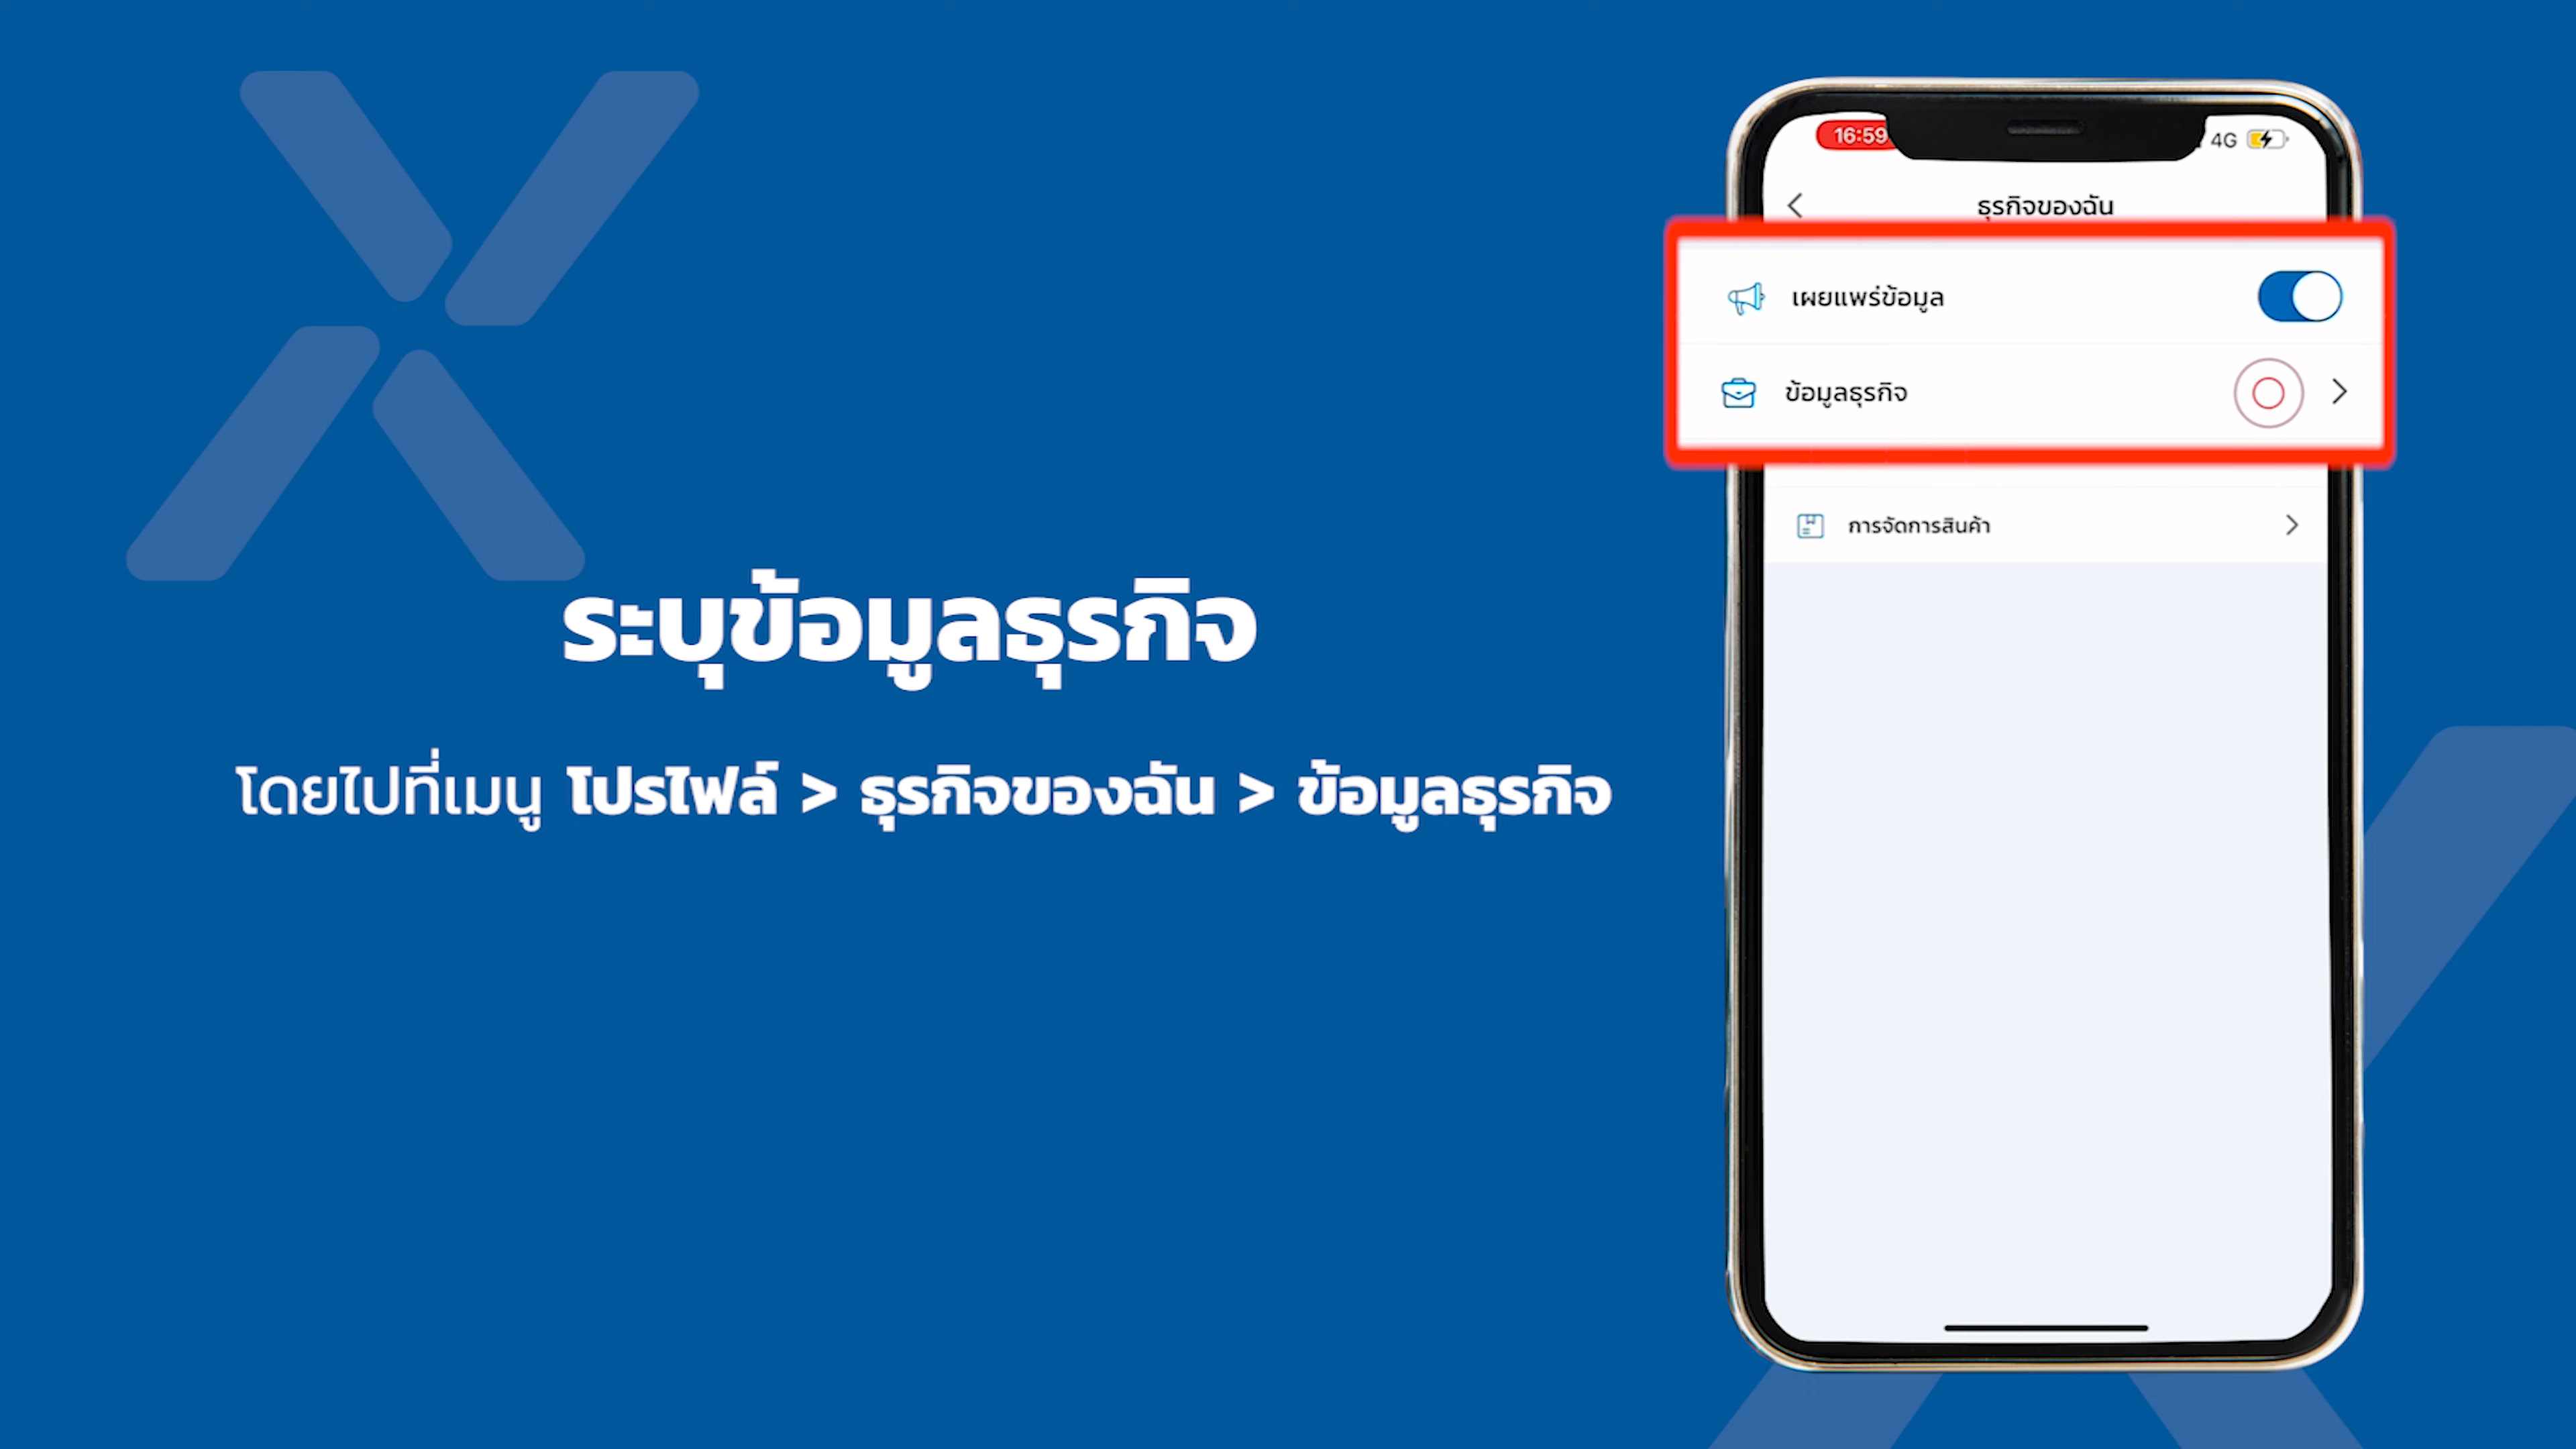 ระบุข้อมูลธุรกิจ
โดยไปที่เมนู โปรไฟล์ > ธุรกิจของฉัน > ข้อมูลธุรกิจ
16:59
4G
ธุรกิจของฉัน
เผยแพร่ข้อมูล
ข้อมูลธุรกิจ
การจัดการสินค้า